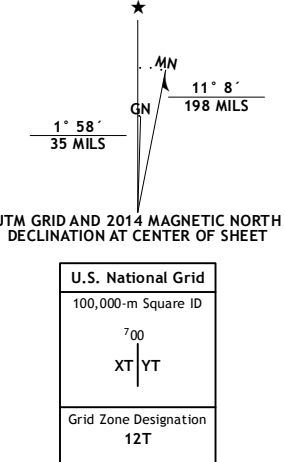 ★
MN
11° 8´
198 MILS
GN
1° 58´
35 MILS
UTM GRID AND 2014 MAGNETIC NORTH
DECLINATION AT CENTER OF SHEET
U.S. National Grid
100,000-m Square ID
⁷00
XT YT
Grid Zone Designation
12T